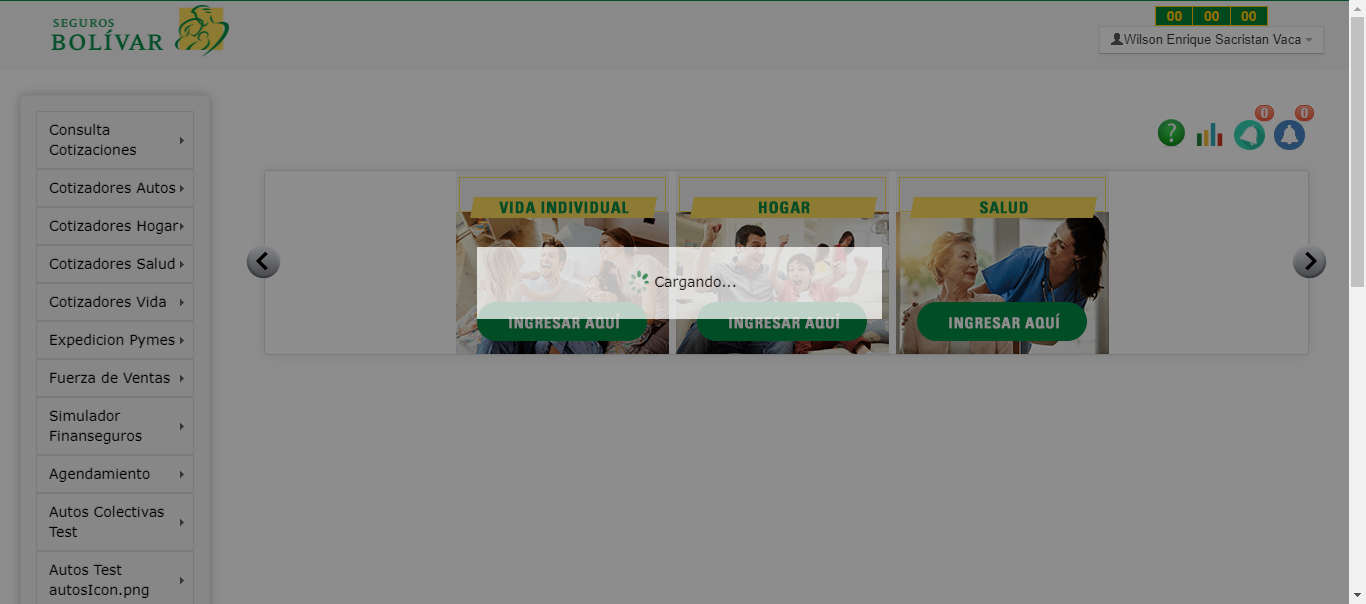 SEGUROS
BOLÍVAR
00 00 00
Wilson Enrique Sacristan Vaca
Consulta
Cotizaciones
Cotizadores Autos
Cotizadores Hogar
Cotizadores Salud
Cotizadores Vida
Expedicion Pymes
Fuerza de Ventas
Simulador
Finanseguros
Agendamiento
Autos Colectivas
Test
Autos Test
autosIcon.png
?
0
0
VIDA INDIVIDUAL
HOGAR
SALUD
Cargando...
INGRESAR AQUÍ
INGRESAR AQUÍ
INGRESAR AQUÍ